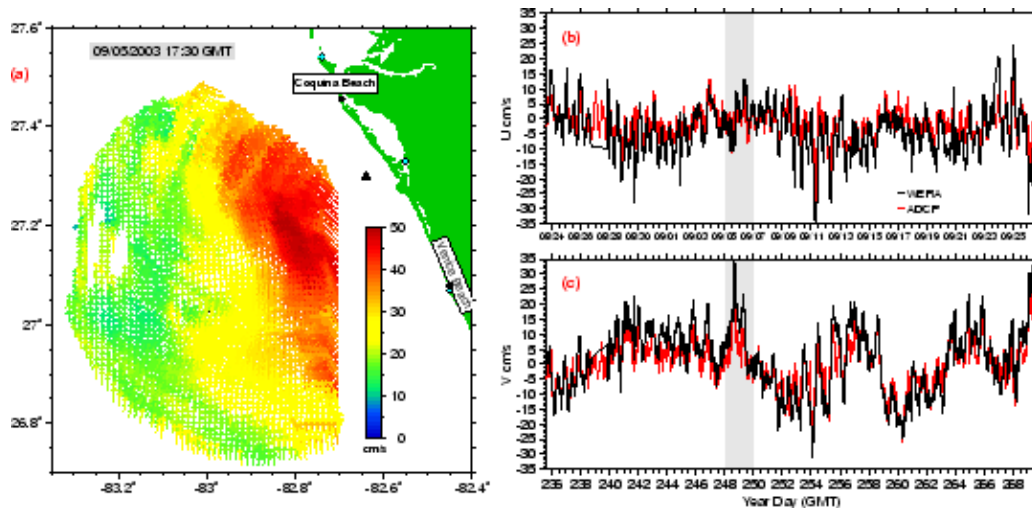 09/05/2003 17:30 GMT
(a)
Coquina Beach
Venice Beach
27.6°
27.4°
27.2°
27°
26.8°
-83.2° -83° -82.8° -82.6° -82.4°
50
40
30
20
10
0
cm/s
(b)
U cm/s
35
30
25
20
15
10
5
0
-5
-10
-15
-20
-25
-30
-35
WERA
ADCP
08/24 08/26 08/28 08/30 09/01 09/03 09/05 09/07 09/09 09/11 09/13 09/15 09/17 09/19 09/21 09/23 09/25
(c)
V cm/s
35
30
25
20
15
10
5
0
-5
-10
-15
-20
-25
-30
-35
236 238 240 242 244 246 248 250 252 254 256 258 260 262 264 266 268
Year Day (GMT)